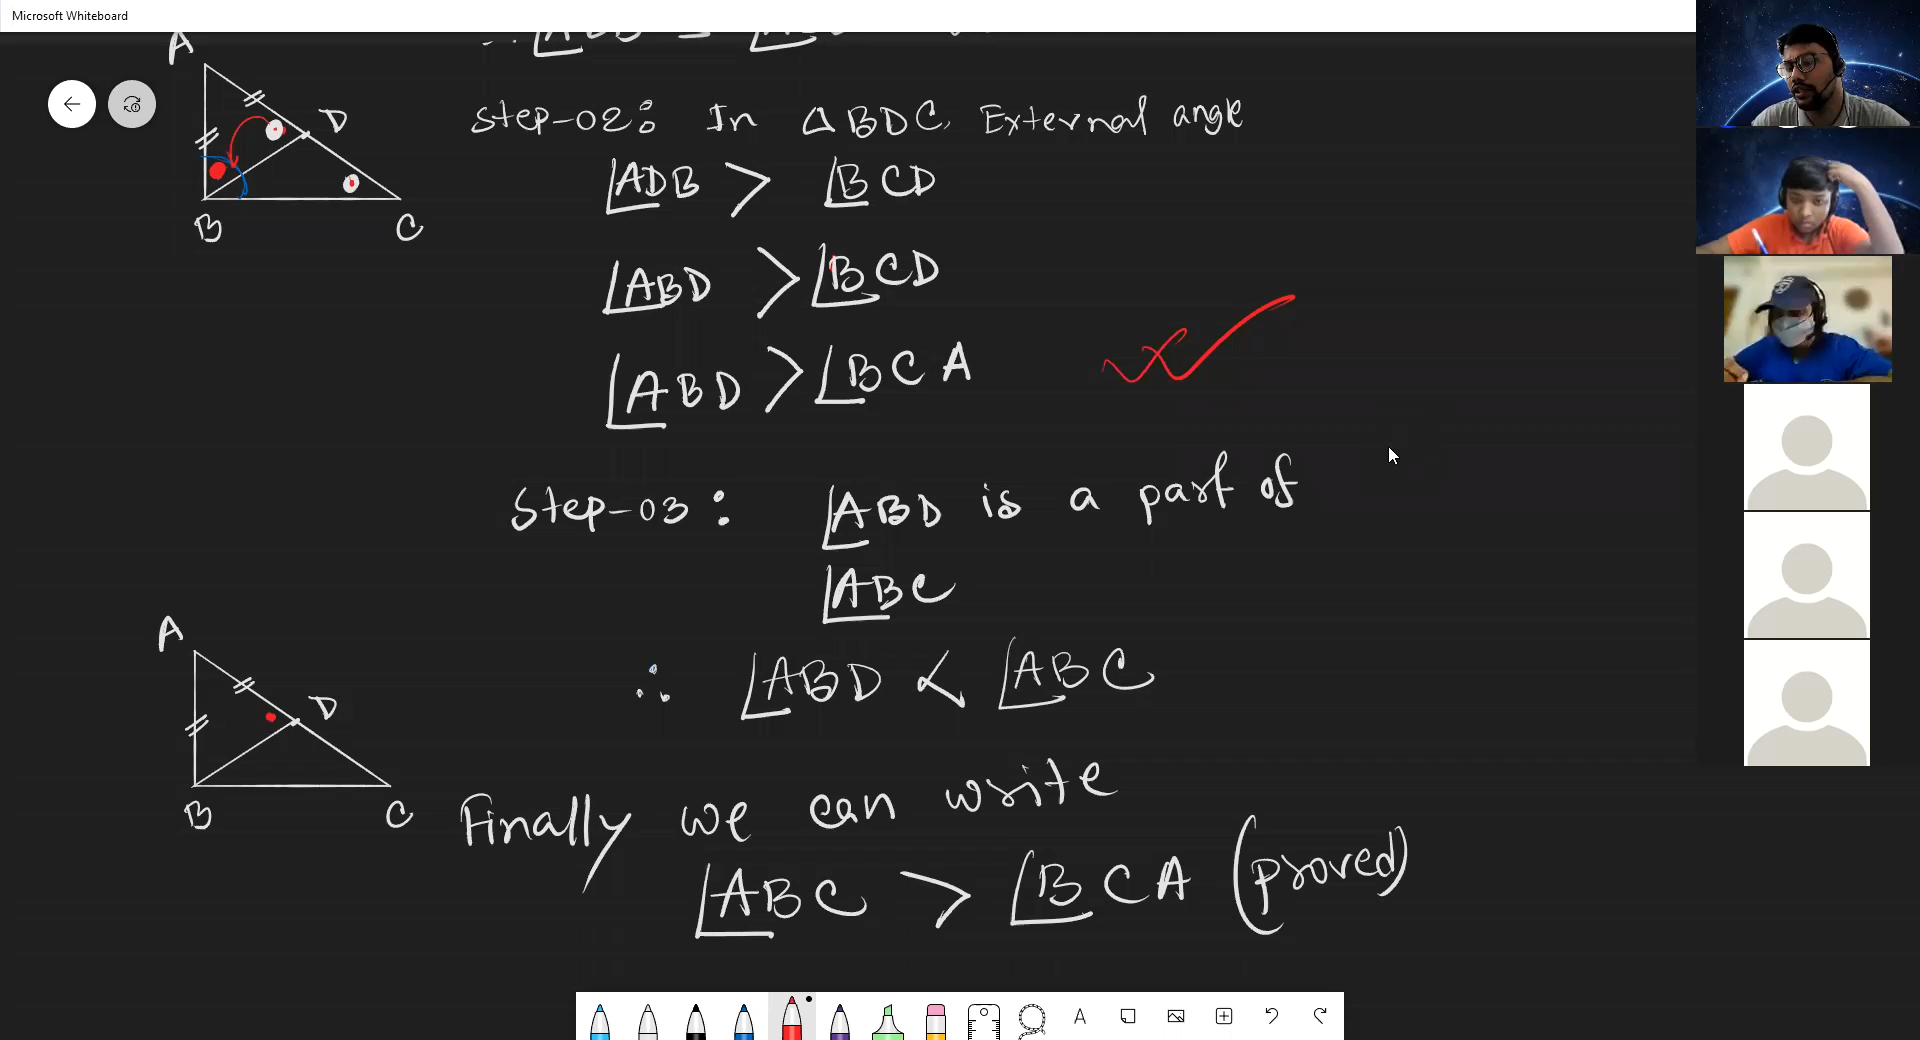 Microsoft Whiteboard
A
D
B
C
Step-02: In △BDC, External angle
∠ADB > ∠BCD
∠ABD > ∠BCD
∠ABD > ∠BCA
Step-03: ∠ABD is a part of
∠ABC
∴ ∠ABD < ∠ABC
A
D
B
C
Finally we can write
∠ABC > ∠BCA (proved)
A